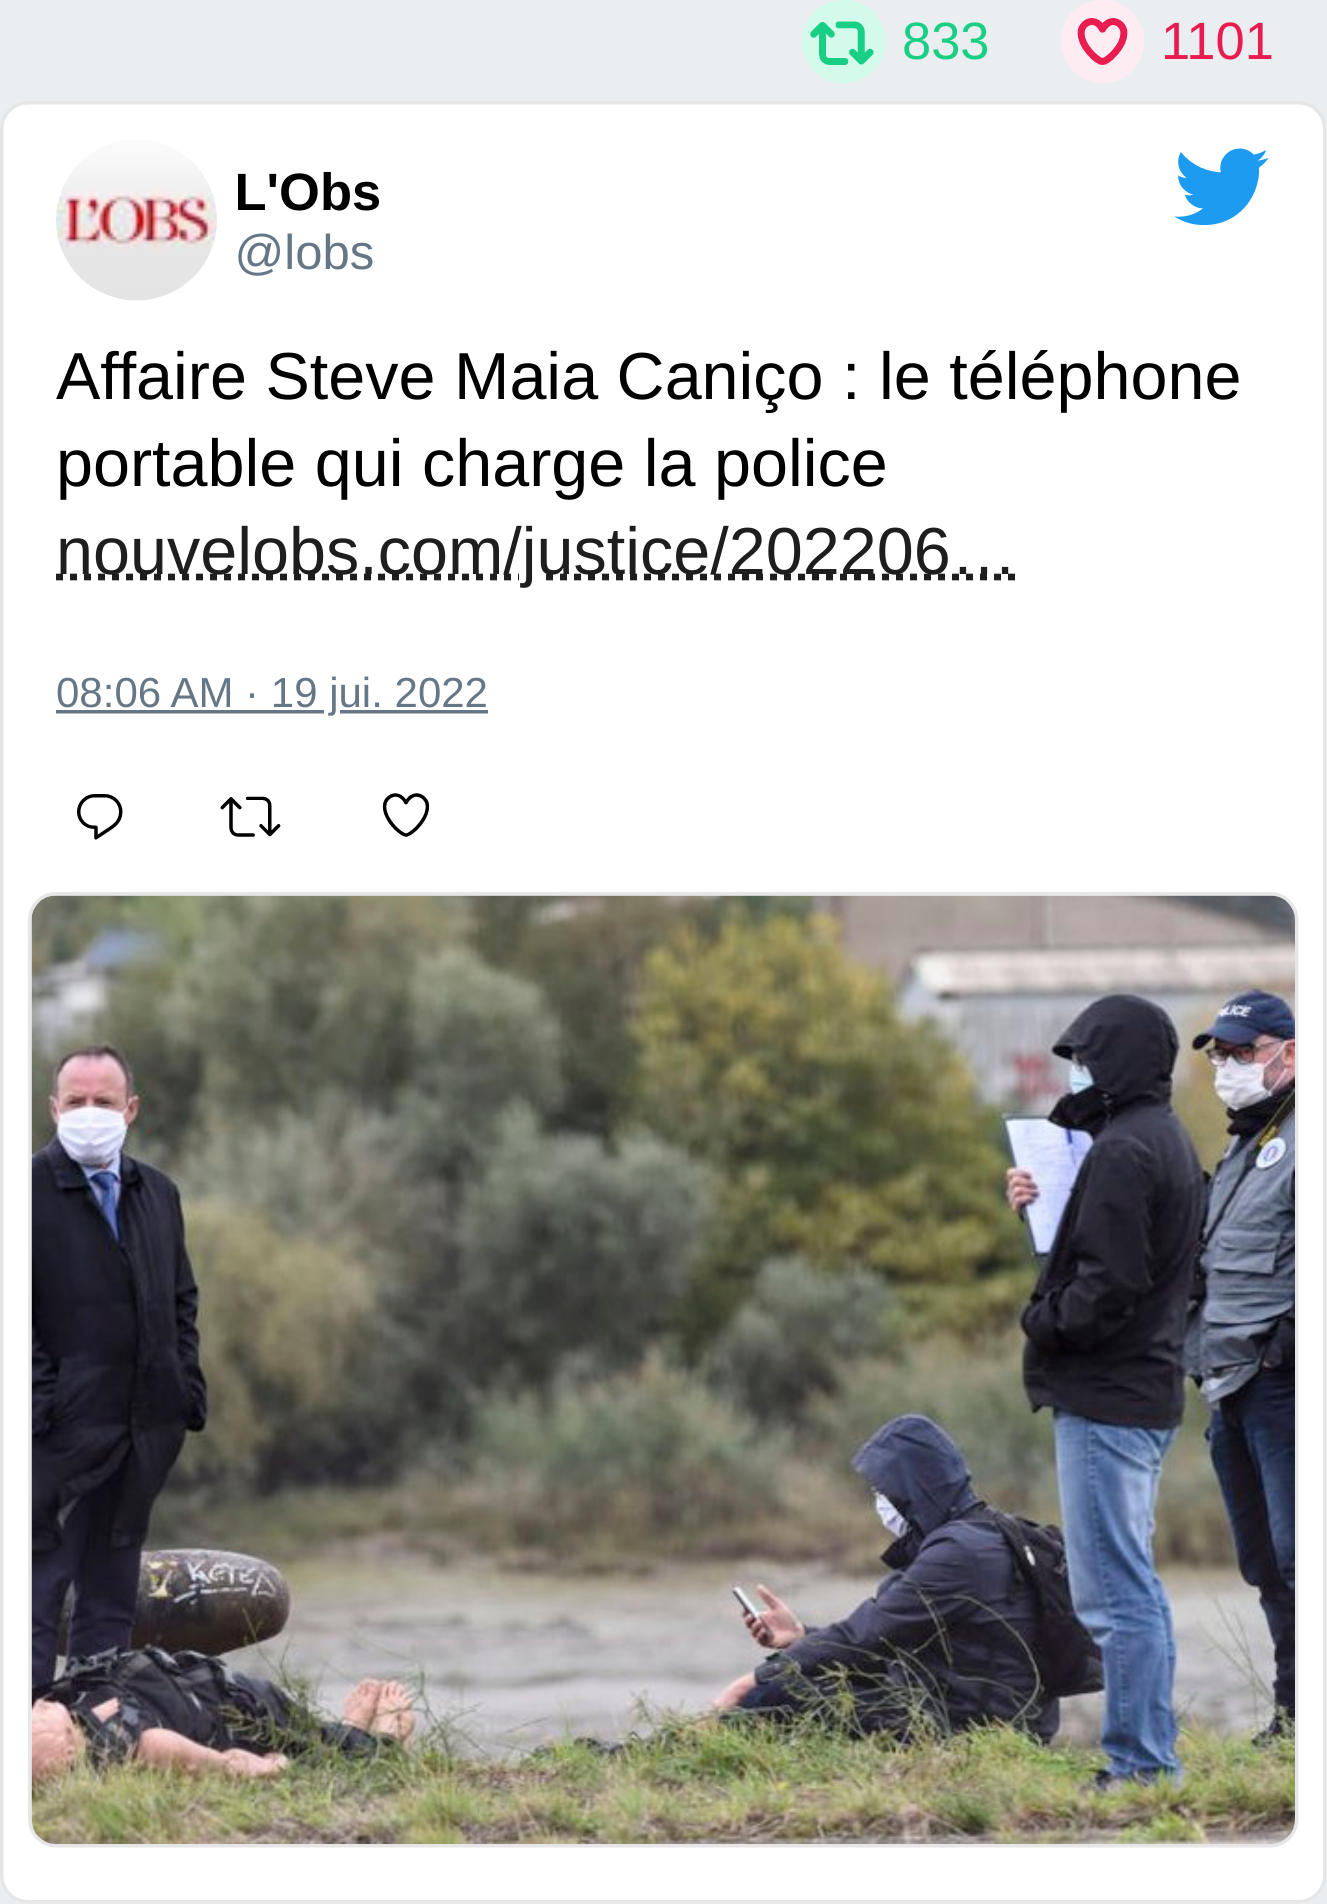 833 1101
L'OBS
L'Obs
@lobs
Affaire Steve Maia Caniço : le téléphone
portable qui charge la police
nouvelobs.com/justice/202206…
08:06 AM · 19 jui. 2022